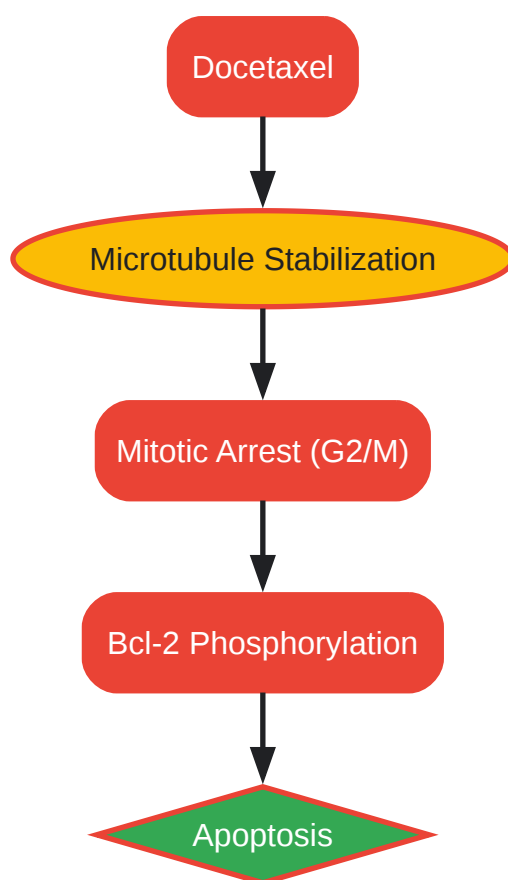 Docetaxel
Microtubule Stabilization
Mitotic Arrest (G2/M)
Bcl-2 Phosphorylation
Apoptosis